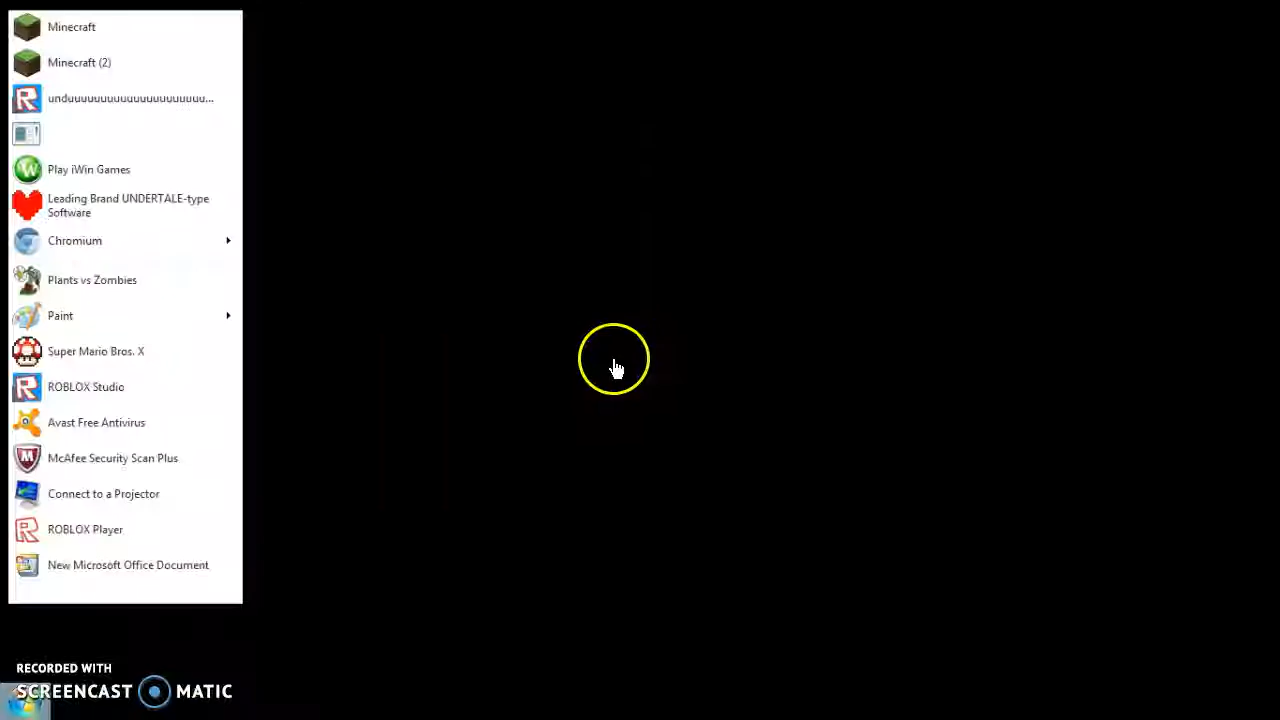 Minecraft
Minecraft (2)
unduuuuuuuuuuuuuuuuuuuuu...
Play iWin Games
Leading Brand UNDERTALE-type
Software
Chromium
Plants vs Zombies
Paint
Super Mario Bros. X
ROBLOX Studio
Avast Free Antivirus
McAfee Security Scan Plus
Connect to a Projector
ROBLOX Player
New Microsoft Office Document
RECORDED WITH
SCREENCAST MATIC